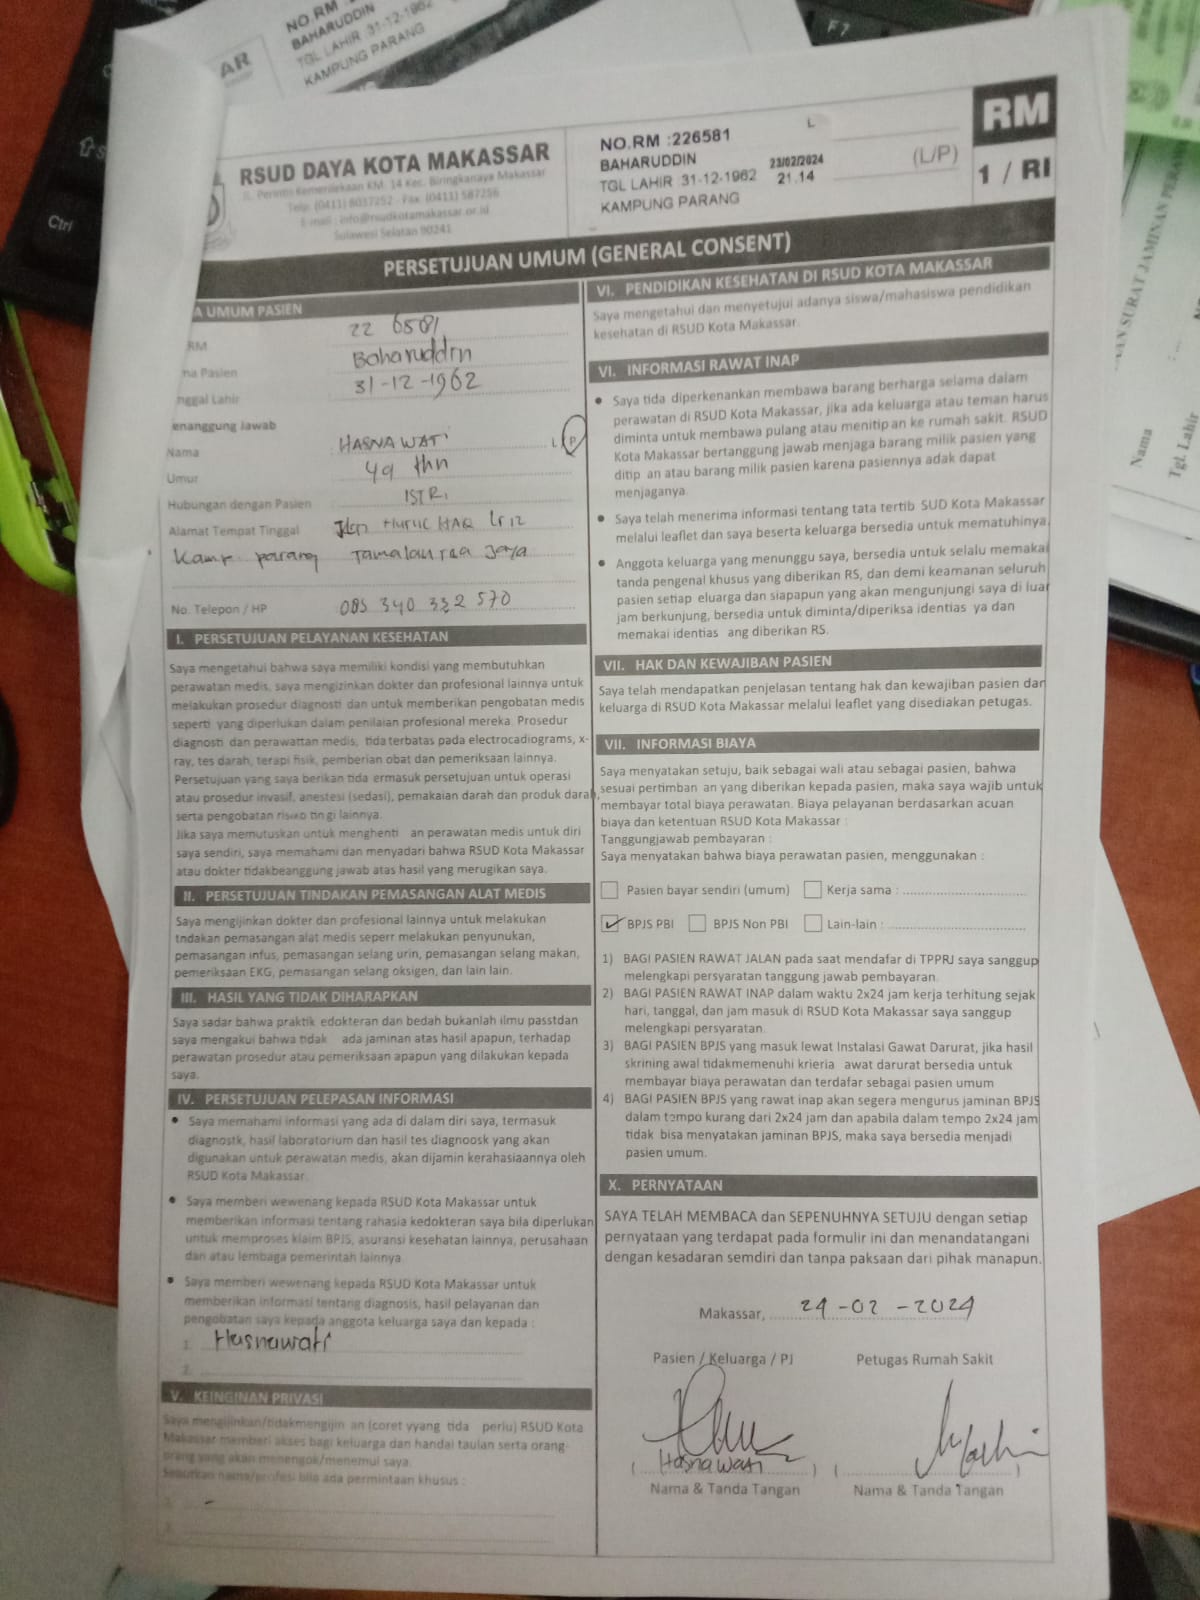 NO.RM
BAHARUDDIN
TGL LAHIR 31-12-1962
KAMPUNG PARANG
AR
F7
Ctrl
RSUD DAYA KOTA MAKASSAR
JL. Perintis Kemerdekaan KM. 14 Kec. Biringkanaya Makassar
Telp. (0411) 8037252 - Fax. (0411) 587256
E-mail : info@rsudkotamakassar.or.id
Sulawesi Selatan 90241
NO.RM :226581
L
BAHARUDDIN
TGL LAHIR 31-12-1962
23/02/2024
21.14
KAMPUNG PARANG
(L/P)
RM
1 / RI
PERSETUJUAN UMUM (GENERAL CONSENT)
A UMUM PASIEN
RM 226581
na Pasien Baharuddin
nggal Lahir 31-12-1962
enanggung Jawab
Nama HASNAWATI L P
Umur 49 thn
Hubungan dengan Pasien ISTRI
Alamat Tempat Tinggal HAQ Lr 12
Kamp. parang Tamalanrea Jaya
No. Telepon / HP 085 340 332 570
I. PERSETUJUAN PELAYANAN KESEHATAN
Saya mengetahui bahwa saya memiliki kondisi yang membutuhkan
perawatan medis, saya mengizinkan dokter dan profesional lainnya untuk
melakukan prosedur diagnosti dan untuk memberikan pengobatan medis
seperti yang diperlukan dalam penilaian profesional mereka. Prosedur
diagnosti dan perawattan medis, tida terbatas pada electrocadiograms, x-
ray, tes darah, terapi fisik, pemberian obat dan pemeriksaan lainnya.
Persetujuan yang saya berikan tida ermasuk persetujuan untuk operasi
atau prosedur invasif, anestesi (sedasi), pemakaian darah dan produk darah,
serta pengobatan risiko tin gi lainnya.
Jika saya memutuskan untuk menghenti an perawatan medis untuk diri
saya sendiri, saya memahami dan menyadari bahwa RSUD Kota Makassar
atau dokter tidakbeanggung jawab atas hasil yang merugikan saya.
II. PERSETUJUAN TINDAKAN PEMASANGAN ALAT MEDIS
Saya mengijinkan dokter dan profesional lainnya untuk melakukan
tndakan pemasangan alat medis seperr melakukan penyunukan,
pemasangan infus, pemasangan selang urin, pemasangan selang makan,
pemeriksaan EKG, pemasangan selang oksigen, dan lain lain.
III. HASIL YANG TIDAK DIHARAPKAN
Saya sadar bahwa praktik edokteran dan bedah bukanlah ilmu passtdan
saya mengakui bahwa tidak ada jaminan atas hasil apapun, terhadap
perawatan prosedur atau pemeriksaan apapun yang dilakukan kepada
saya.
IV. PERSETUJUAN PELEPASAN INFORMASI
• Saya memahami informasi yang ada di dalam diri saya, termasuk
diagnostk, hasil laboratorium dan hasil tes diagnoosk yang akan
digunakan untuk perawatan medis, akan dijamin kerahasiaannya oleh
RSUD Kota Makassar.
• Saya memberi wewenang kepada RSUD Kota Makassar untuk
memberikan informasi tentang rahasia kedokteran saya bila diperlukan
untuk memproses klaim BPJS, asuransi kesehatan lainnya, perusahaan
dan atau lembaga pemerintah lainnya.
• Saya memberi wewenang kepada RSUD Kota Makassar untuk
memberikan informasi tentang diagnosis, hasil pelayanan dan
pengobatan saya kepada anggota keluarga saya dan kepada :
1. Hasnawati
2.
V. KEINGINAN PRIVASI
Saya mengijinkan/tidakmengijin an (coret yyang tida perlu) RSUD Kota
Makassar memberi akses bagi keluarga dan handai taulan serta orang-
orang yang akan menengok/menemui saya.
Sebutkan nama/profesi bila ada permintaan khusus :
1. -
2.
VI. PENDIDIKAN KESEHATAN DI RSUD KOTA MAKASSAR
Saya mengetahui dan menyetujui adanya siswa/mahasiswa pendidikan
kesehatan di RSUD Kota Makassar.
VI. INFORMASI RAWAT INAP
• Saya tida diperkenankan membawa barang berharga selama dalam
perawatan di RSUD Kota Makassar, jika ada keluarga atau teman harus
diminta untuk membawa pulang atau menitip an ke rumah sakit. RSUD
Kota Makassar bertanggung jawab menjaga barang milik pasien yang
ditip an atau barang milik pasien karena pasiennya adak dapat
menjaganya.
• Saya telah menerima informasi tentang tata tertib SUD Kota Makassar
melalui leaflet dan saya beserta keluarga bersedia untuk mematuhinya.
• Anggota keluarga yang menunggu saya, bersedia untuk selalu memakai
tanda pengenal khusus yang diberikan RS, dan demi keamanan seluruh
pasien setiap eluarga dan siapapun yang akan mengunjungi saya di luar
jam berkunjung, bersedia untuk diminta/diperiksa identias ya dan
memakai identias ang diberikan RS.
VII. HAK DAN KEWAJIBAN PASIEN
Saya telah mendapatkan penjelasan tentang hak dan kewajiban pasien dan
keluarga di RSUD Kota Makassar melalui leaflet yang disediakan petugas.
VII. INFORMASI BIAYA
Saya menyatakan setuju, baik sebagai wali atau sebagai pasien, bahwa
sesuai pertimban an yang diberikan kepada pasien, maka saya wajib untuk
membayar total biaya perawatan. Biaya pelayanan berdasarkan acuan
biaya dan ketentuan RSUD Kota Makassar :
Tanggungjawab pembayaran :
Saya menyatakan bahwa biaya perawatan pasien, menggunakan :
Pasien bayar sendiri (umum) Kerja sama :
BPJS PBI BPJS Non PBI Lain-lain :
1) BAGI PASIEN RAWAT JALAN pada saat mendafar di TPPRJ saya sanggup
melengkapi persyaratan tanggung jawab pembayaran.
2) BAGI PASIEN RAWAT INAP dalam waktu 2x24 jam kerja terhitung sejak
hari, tanggal, dan jam masuk di RSUD Kota Makassar saya sanggup
melengkapi persyaratan.
3) BAGI PASIEN BPJS yang masuk lewat Instalasi Gawat Darurat, jika hasil
skrining awal tidakmemenuhi krieria awat darurat bersedia untuk
membayar biaya perawatan dan terdafar sebagai pasien umum
4) BAGI PASIEN BPJS yang rawat inap akan segera mengurus jaminan BPJS
dalam tempo kurang dari 2x24 jam dan apabila dalam tempo 2x24 jam
tidak bisa menyatakan jaminan BPJS, maka saya bersedia menjadi
pasien umum.
X. PERNYATAAN
SAYA TELAH MEMBACA dan SEPENUHNYA SETUJU dengan setiap
pernyataan yang terdapat pada formulir ini dan menandatangani
dengan kesadaran semdiri dan tanpa paksaan dari pihak manapun.
Makassar, 24-02-2024
Pasien / Keluarga / PJ Petugas Rumah Sakit
( Hasnawati ) ( )
Nama & Tanda Tangan Nama & Tanda Tangan
AN SURAT JAMINAN PERA
Nama
Tgl. Lahir